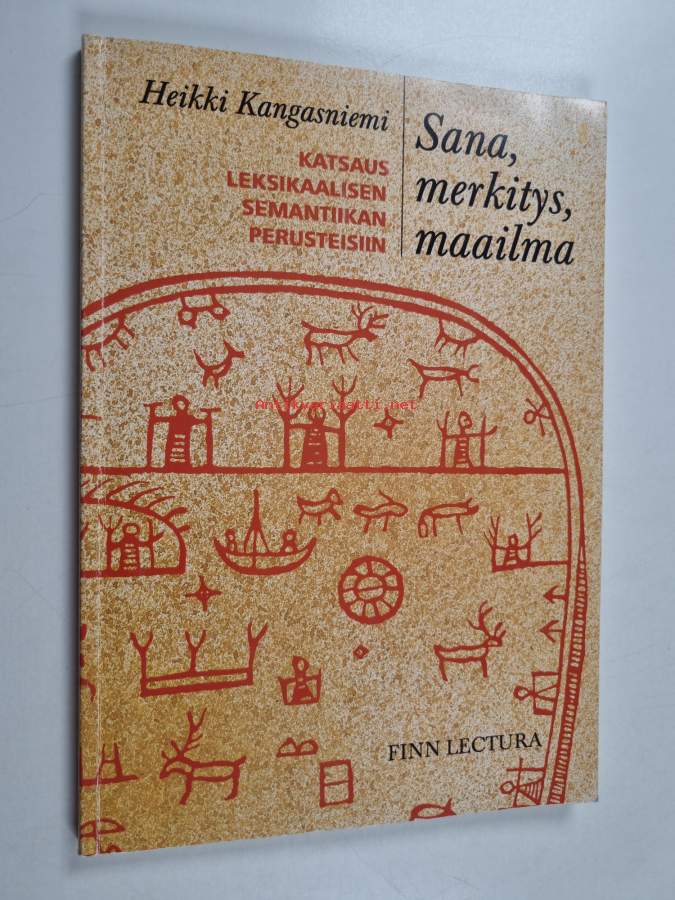 Heikki Kangasniemi
KATSAUS
LEKSIKAALISEN
SEMANTIIKAN
PERUSTEISIIN
Sana,
merkitys,
maailma
Antikvariaatti.net
FINN LECTURA